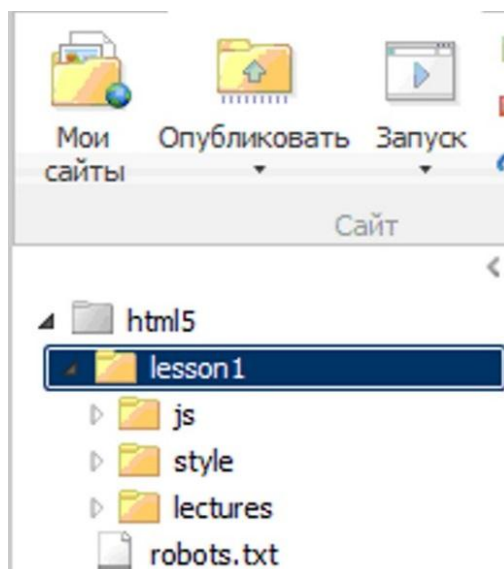 Мои сайты
Опубликовать
Запуск
Сайт
html5
lesson1
js
style
lectures
robots.txt